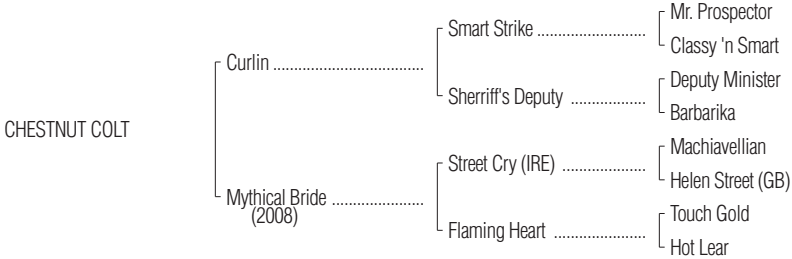 Mr. Prospector
Smart Strike ..........................
Classy 'n Smart
Curlin ....................................
Deputy Minister
Sherriff's Deputy ..................
Barbarika
CHESTNUT COLT
Machiavellian
Street Cry (IRE) ....................
Helen Street (GB)
Mythical Bride ......................
(2008)
Touch Gold
Flaming Heart ......................
Hot Lear